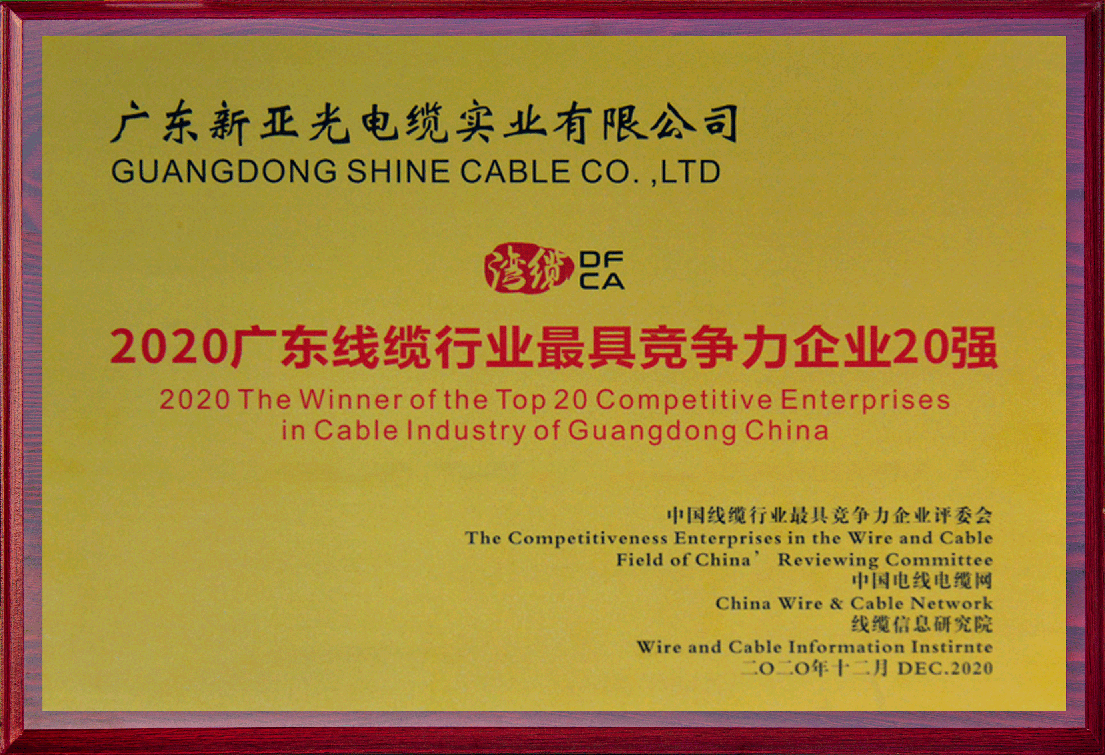 广东新亚光电缆实业有限公司
GUANGDONG SHINE CABLE CO. ,LTD
湾缆
DF
CA
2020广东线缆行业最具竞争力企业20强
2020 The Winner of the Top 20 Competitive Enterprises
in Cable Industry of Guangdong China
中国线缆行业最具竞争力企业评委会
The Competitiveness Enterprises in the Wire and Cable
Field of China’ Reviewing Committee
中国电线电缆网
China Wire & Cable Network
线缆信息研究院
Wire and Cable Information Instirnte
二〇二〇年十二月 DEC.2020